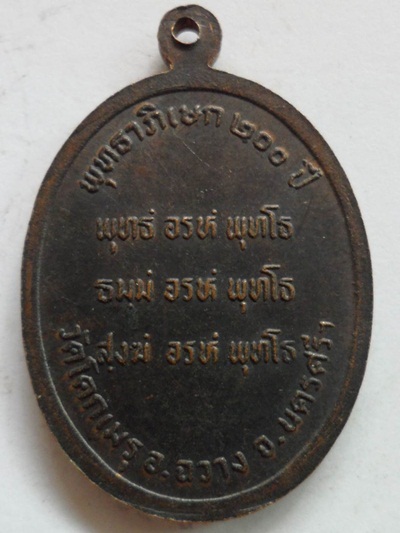 พุทธาภิเษก ๒๐๐ ปี
พุทธํ อรหํ พุทโธ
ธมฺมํ อรหํ พุทโธ
สงฺฆํ อรหํ พุทโธ
วัดโคกเมรุ อ.ฉวาง จ.นครศรีฯ